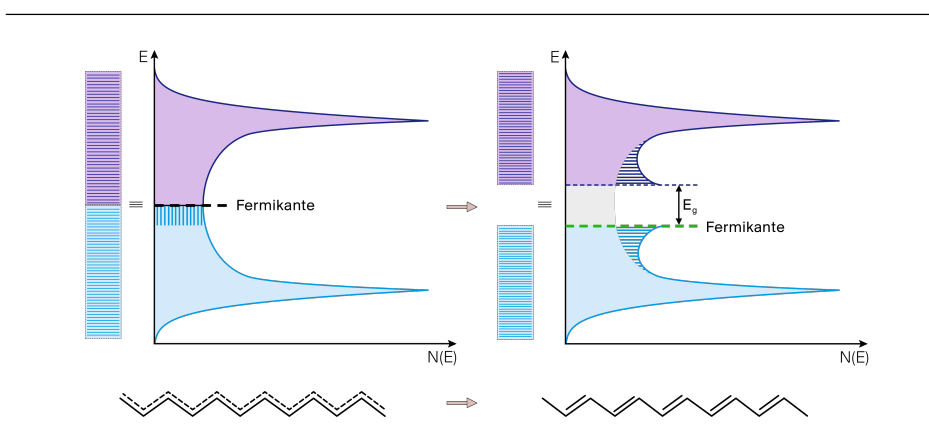 E
E
Fermikante
E_g
Fermikante
N(E)
N(E)